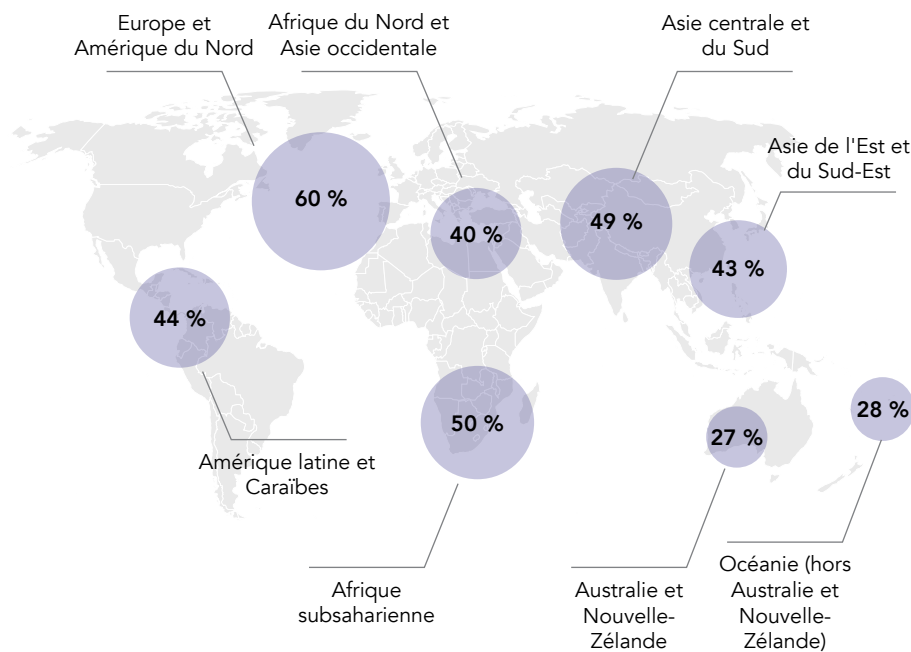 Europe et
Amérique du Nord
Afrique du Nord et
Asie occidentale
Asie centrale et
du Sud
Asie de l'Est et
du Sud-Est
60 %
40 %
49 %
43 %
44 %
50 %
27 %
28 %
Amérique latine et
Caraïbes
Afrique
subsaharienne
Australie et
Nouvelle-
Zélande
Océanie (hors
Australie et
Nouvelle-
Zélande)